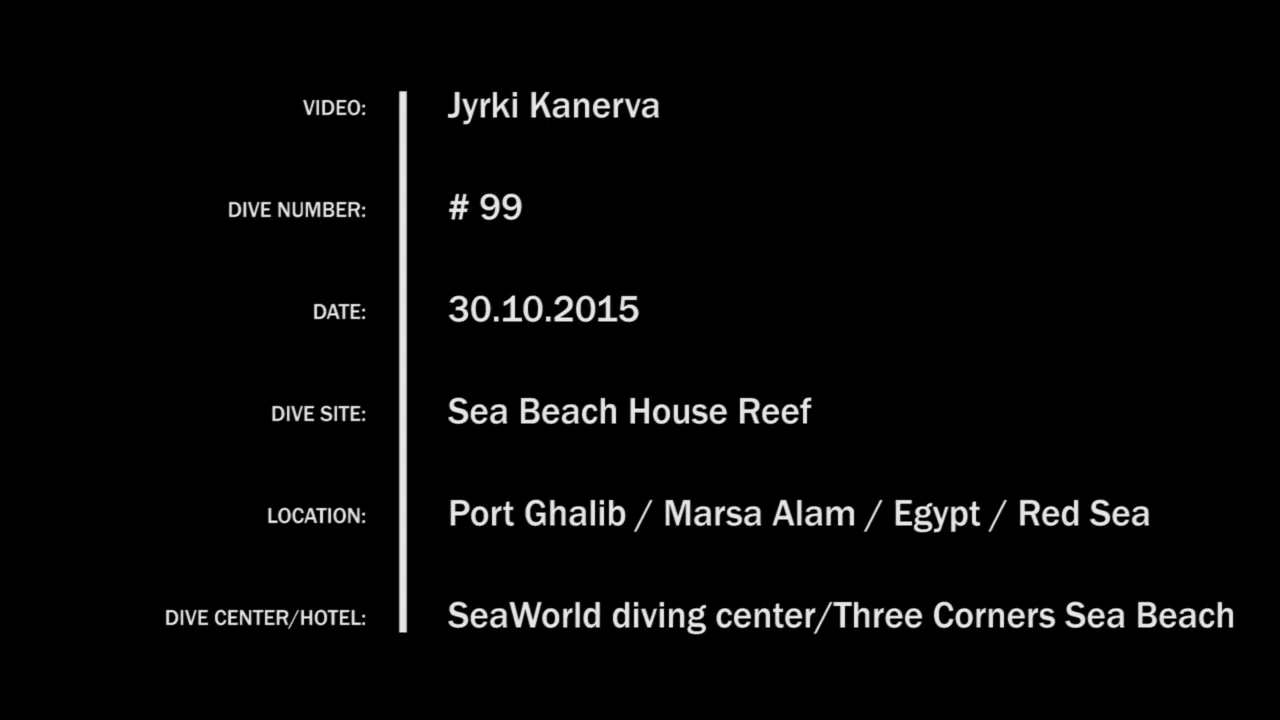 VIDEO: Jyrki Kanerva
DIVE NUMBER: # 99
DATE: 30.10.2015
DIVE SITE: Sea Beach House Reef
LOCATION: Port Ghalib / Marsa Alam / Egypt / Red Sea
DIVE CENTER/HOTEL: SeaWorld diving center/Three Corners Sea Beach